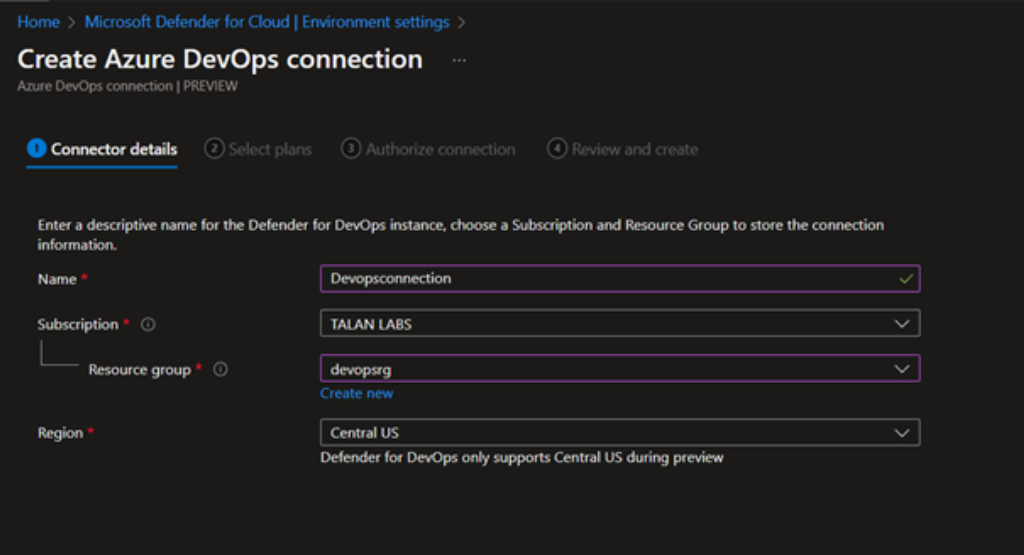 Home > Microsoft Defender for Cloud | Environment settings >
Create Azure DevOps connection ...
Azure DevOps connection | PREVIEW
1 Connector details 2 Select plans 3 Authorize connection 4 Review and create
Enter a descriptive name for the Defender for DevOps instance, choose a Subscription and Resource Group to store the connection
information.
Name * Devopsconnection
Subscription * TALAN LABS
Resource group * devopsrg
Create new
Region * Central US
Defender for DevOps only supports Central US during preview